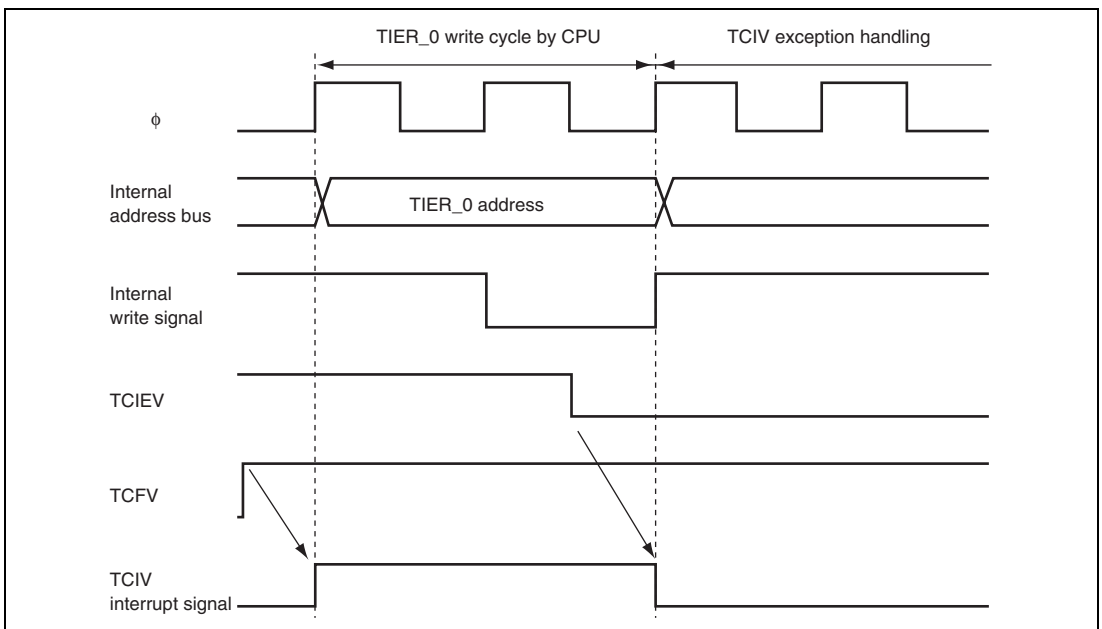 TIER_0 write cycle by CPU
TCIV exception handling
φ
Internal
address bus
TIER_0 address
Internal
write signal
TCIEV
TCFV
TCIV
interrupt signal